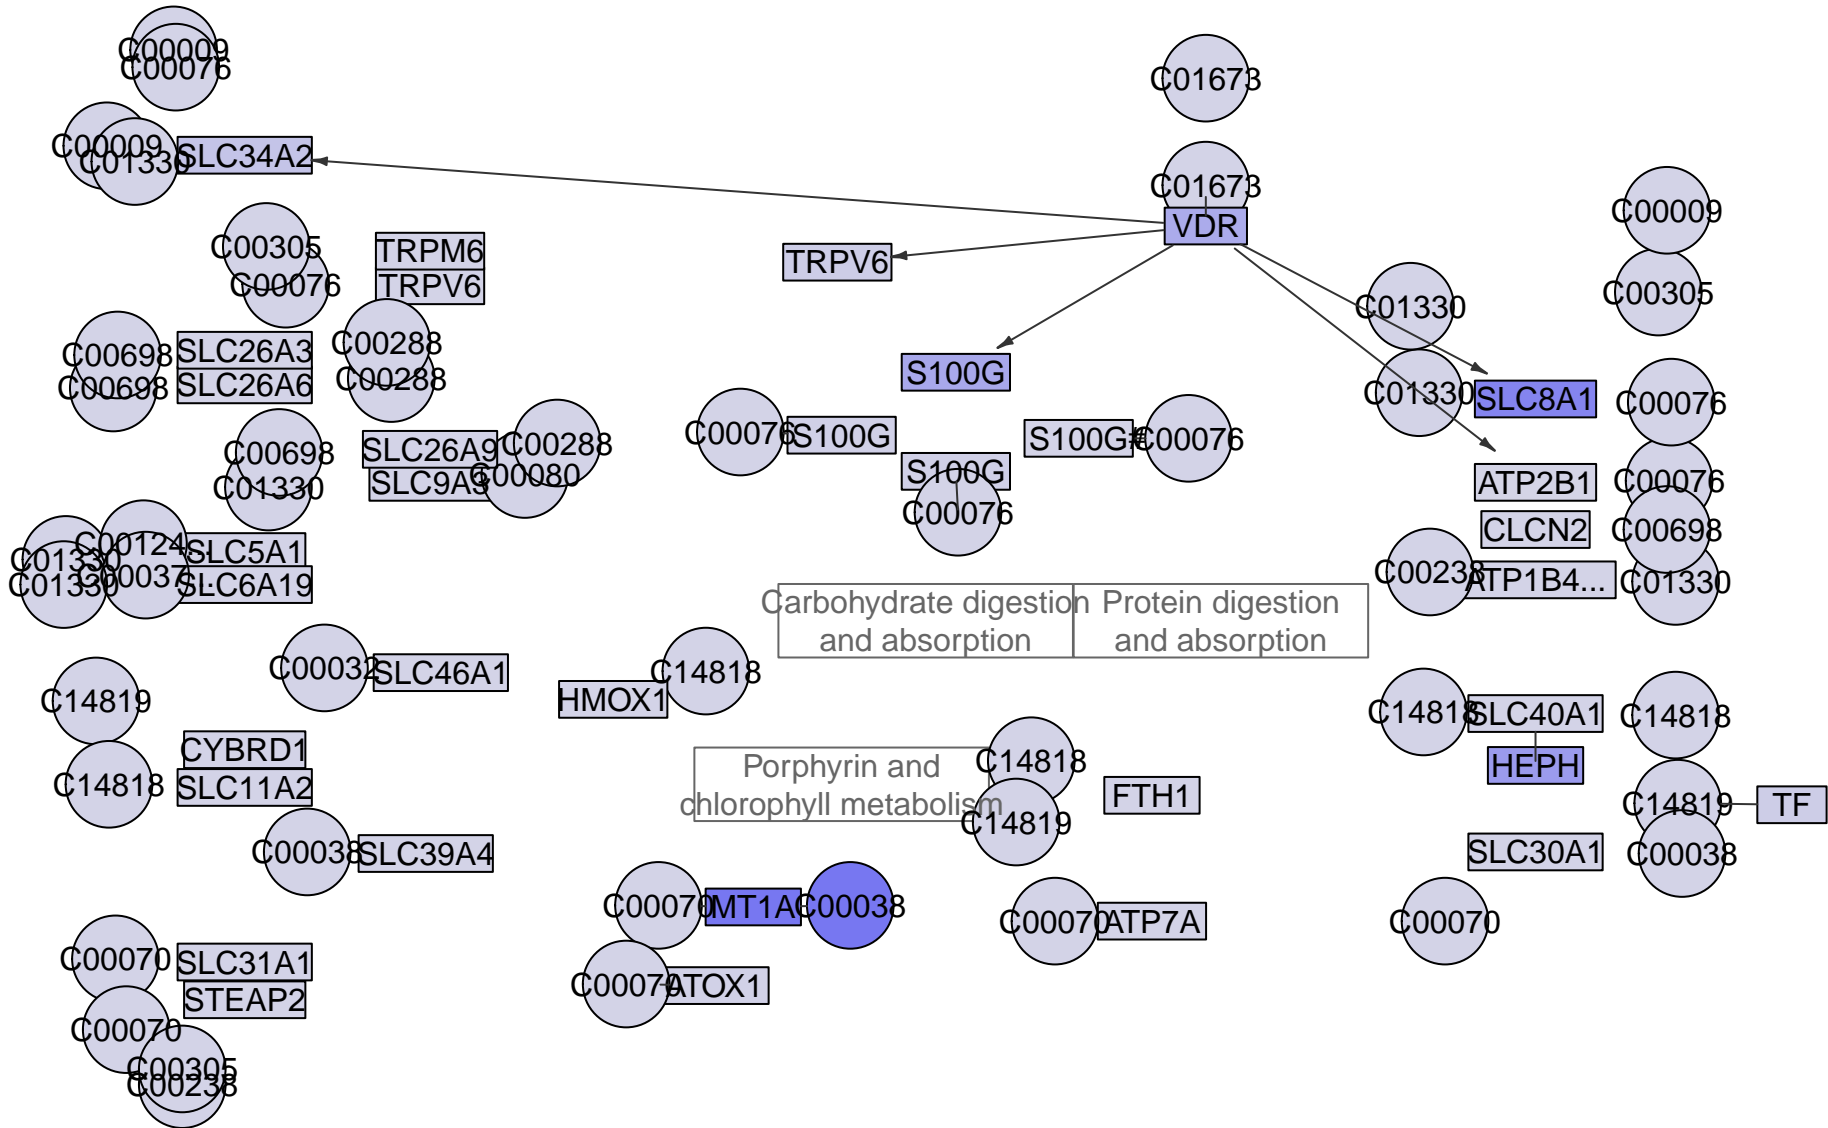 C00009
C00076
C01673
C00009
C01330
SLC34A2
C01673
VDR
C00009
C00305
C00076
TRPM6
TRPV6
TRPV6
C01330
C00305
C00698
C00698
SLC26A3
SLC26A6
C00288
C00288
S100G
C01330
SLC8A1
C00076
C00698
C01330
SLC26A9
SLC9A3
C00288
C00080
C00076
S100G
S100G
C00076
S100G#
C00076
ATP2B1
C00076
CLCN2
C00698
C01330
C01330
C00124...
C00037...
SLC5A1
SLC6A19
C00238
ATP1B4...
C01330
Carbohydrate digestion
and absorption
Protein digestion
and absorption
C00032
SLC46A1
HMOX1
C14818
C14819
C14818
CYBRD1
SLC11A2
C14818
SLC40A1
HEPH
C14818
Porphyrin and
chlorophyll metabolism
C14818
C14819
FTH1
C14819
TF
C00038
C00038
SLC39A4
SLC30A1
C00070
MT1A
C00038
C00070
ATP7A
C00070
C00070
ATOX1
C00070
SLC31A1
STEAP2
C00070
C00305
C00238